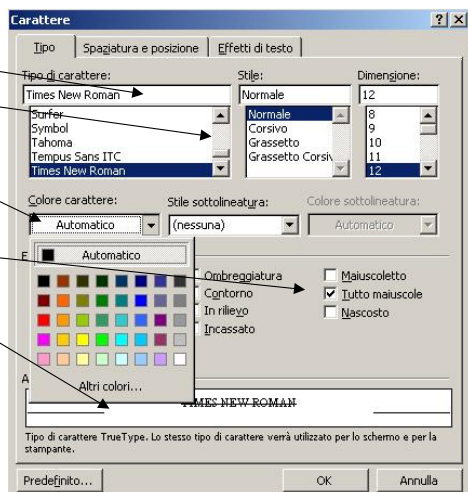 Carattere
Tipo
Spaziatura e posizione
Effetti di testo
Tipo di carattere:
Stile:
Dimensione:
Times New Roman
Normale
12
Surfer
Symbol
Tahoma
Tempus Sans ITC
Times New Roman
Normale
Corsivo
Grassetto
Grassetto Corsiv
8
9
10
11
12
Colore carattere:
Stile sottolineatura:
Colore sottolineatura:
Automatico
(nessuna)
Automatico
Automatico
Altri colori...
Ombreggiatura
Contorno
In rilievo
Incassato
Maiuscoletto
Tutto maiuscole
Nascosto
TIMES NEW ROMAN
Tipo di carattere TrueType. Lo stesso tipo di carattere verrà utilizzato per lo schermo e per la
stampante.
Predefinito...
OK
Annulla